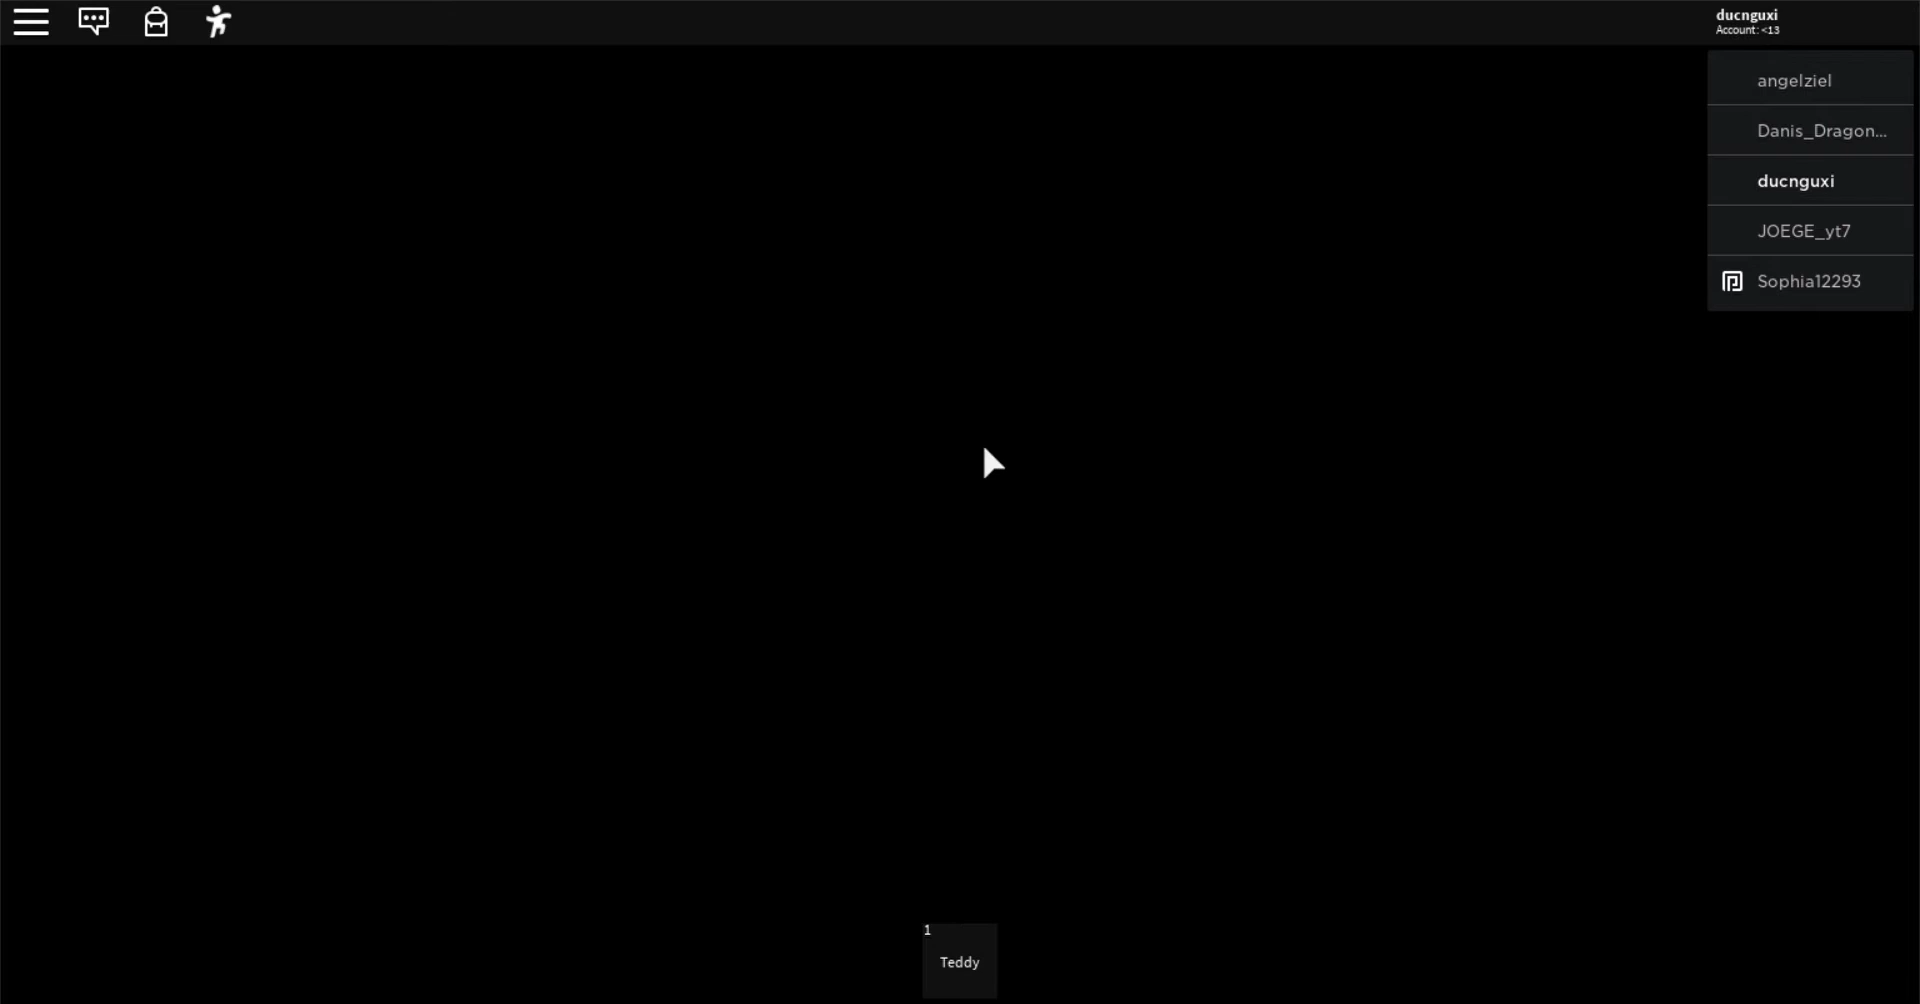 ducnguxi
Account: <13
angelziel
Danis_Dragon...
ducnguxi
JOEGE_yt7
Sophia12293
1
Teddy